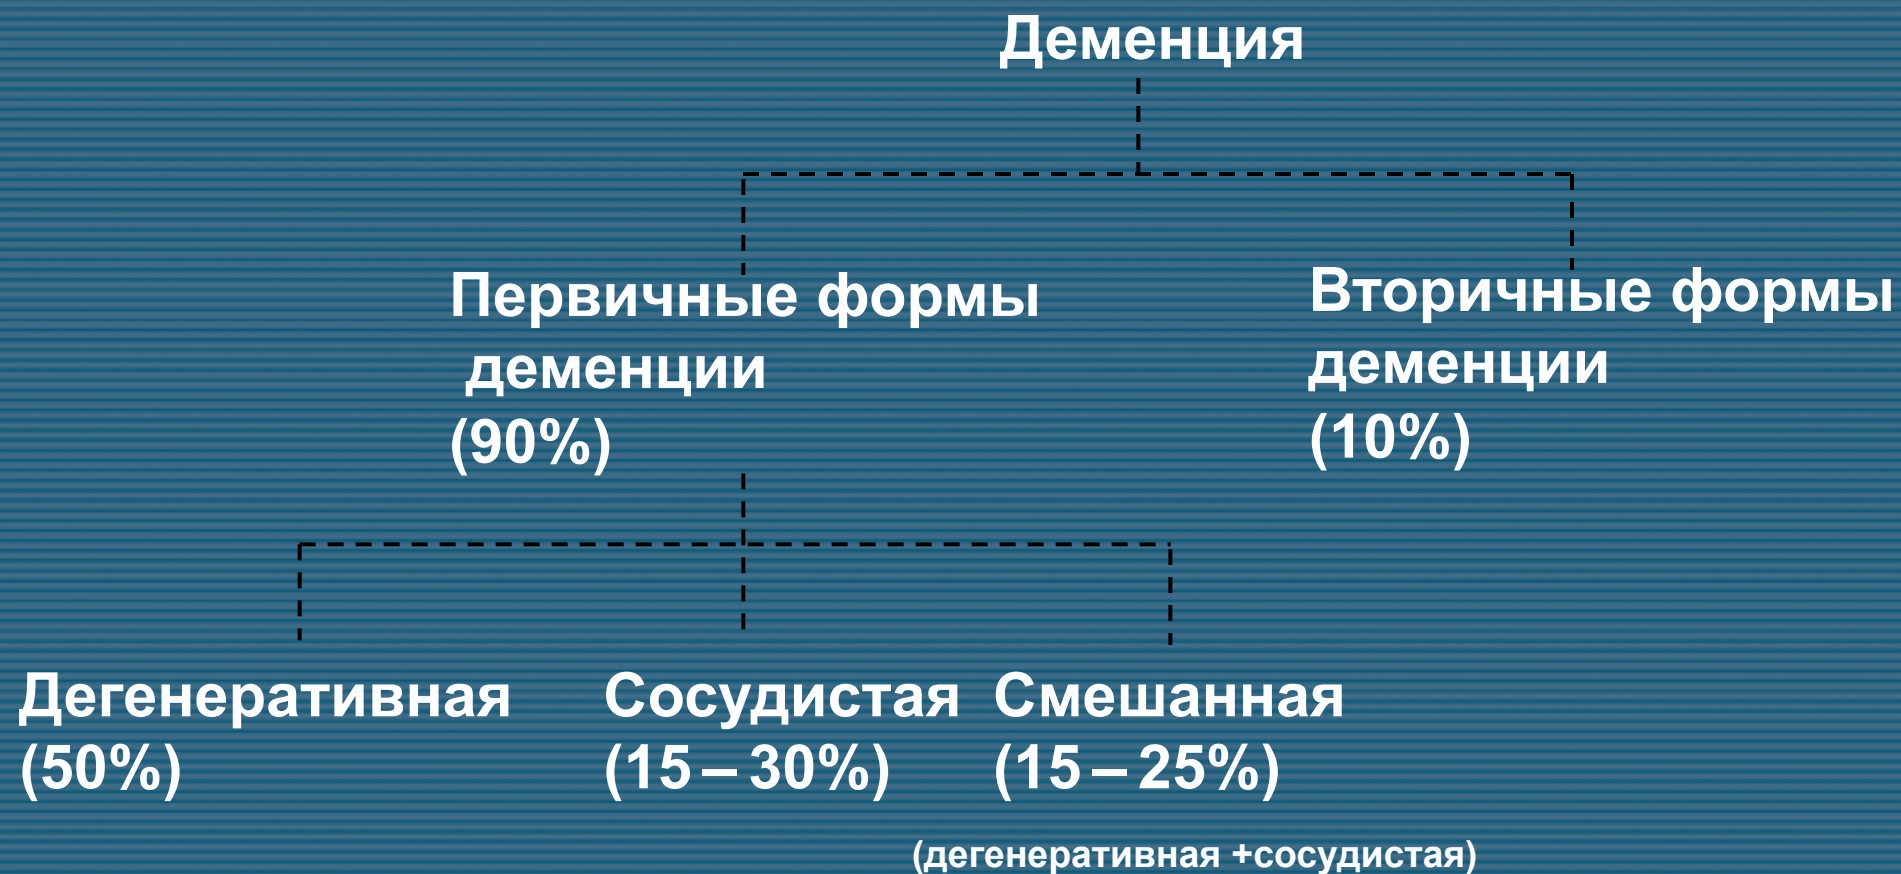 Деменция
Первичные формы
деменции
(90%)
Вторичные формы
деменции
(10%)
Дегенеративная
(50%)
Сосудистая
(15 – 30%)
Смешанная
(15 – 25%)
(дегенеративная +сосудистая)